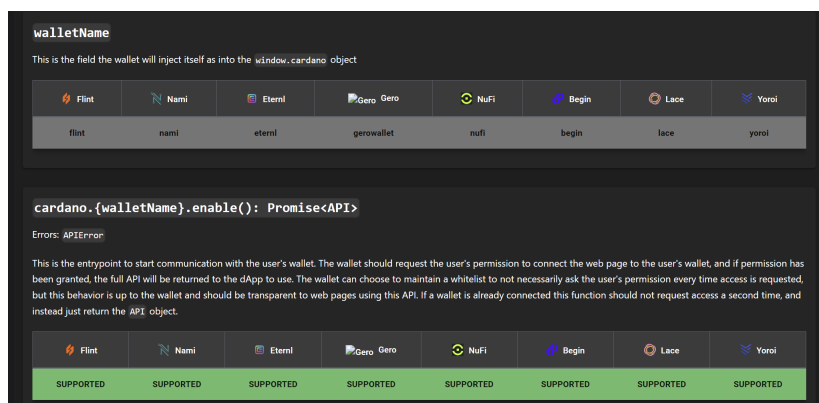 walletName
This is the field the wallet will inject itself as into the window.cardano object
Flint Nami Eternl Gero Gero NuFi Begin Lace Yoroi
flint nami eternl gerowallet nufi begin lace yoroi
cardano.{walletName}.enable(): Promise<API>
Errors: APIError
This is the entrypoint to start communication with the user's wallet. The wallet should request the user's permission to connect the web page to the user's wallet, and if permission has
been granted, the full API will be returned to the dApp to use. The wallet can choose to maintain a whitelist to not necessarily ask the user's permission every time access is requested,
but this behavior is up to the wallet and should be transparent to web pages using this API. If a wallet is already connected this function should not request access a second time, and
instead just return the API object.
Flint Nami Eternl Gero Gero NuFi Begin Lace Yoroi
SUPPORTED SUPPORTED SUPPORTED SUPPORTED SUPPORTED SUPPORTED SUPPORTED SUPPORTED